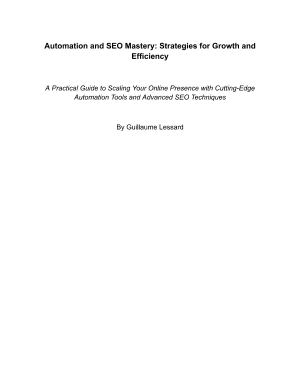 Automation and SEO Mastery: Strategies for Growth and
Efficiency
A Practical Guide to Scaling Your Online Presence with Cutting-Edge
Automation Tools and Advanced SEO Techniques
By Guillaume Lessard